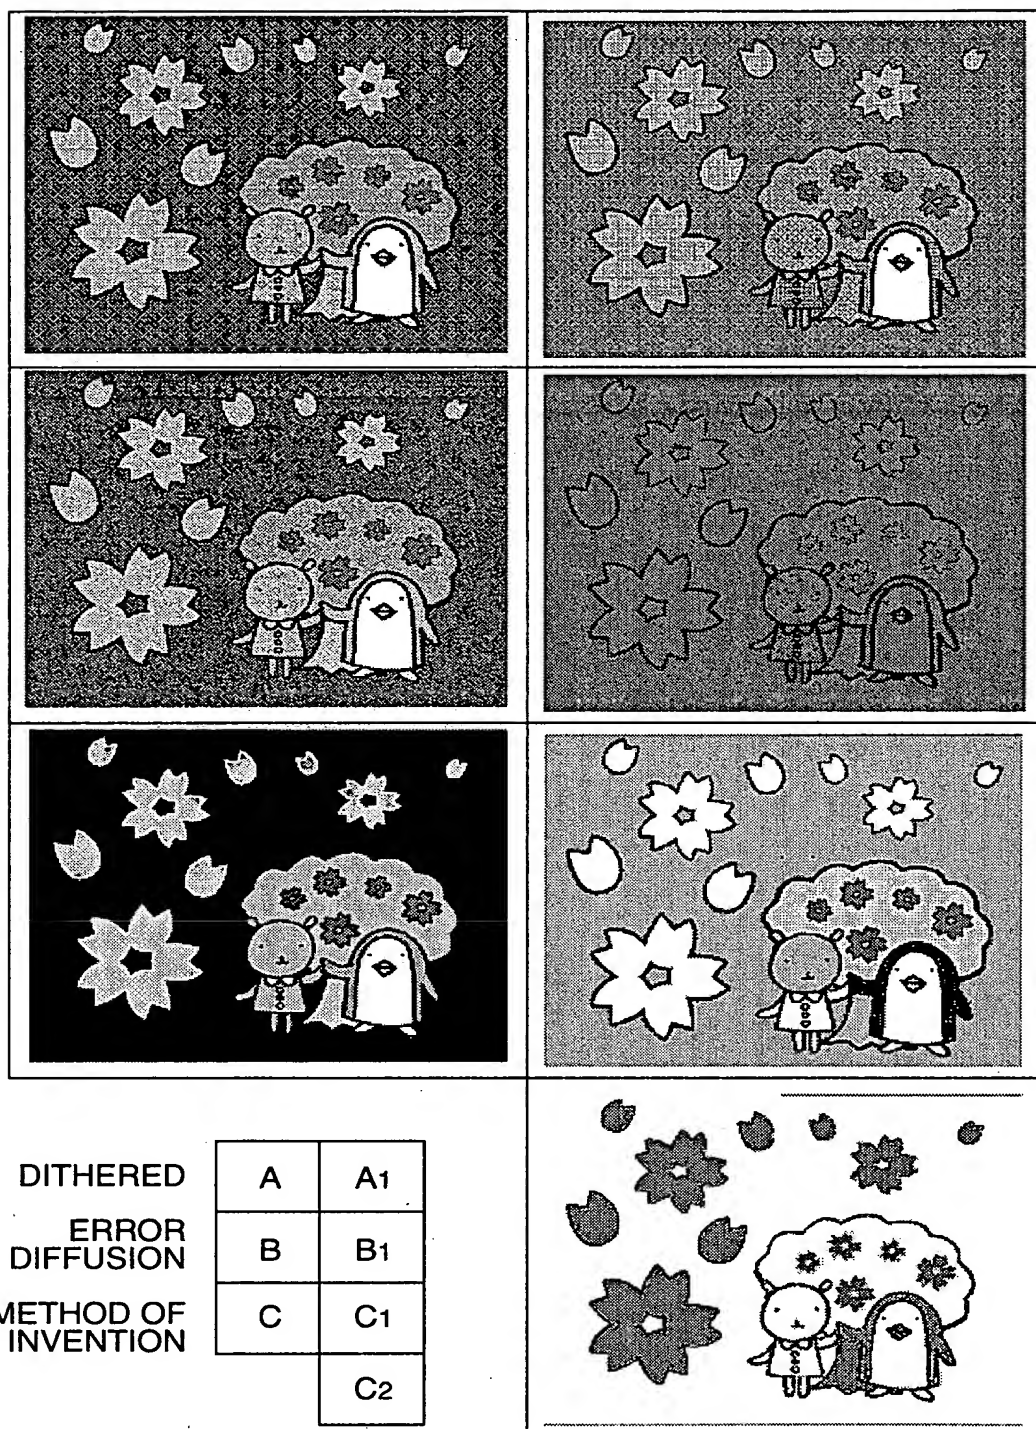 DITHERED
A
A1
ERROR
DIFFUSION
B
B1
METHOD OF
INVENTION
C
C1
C2